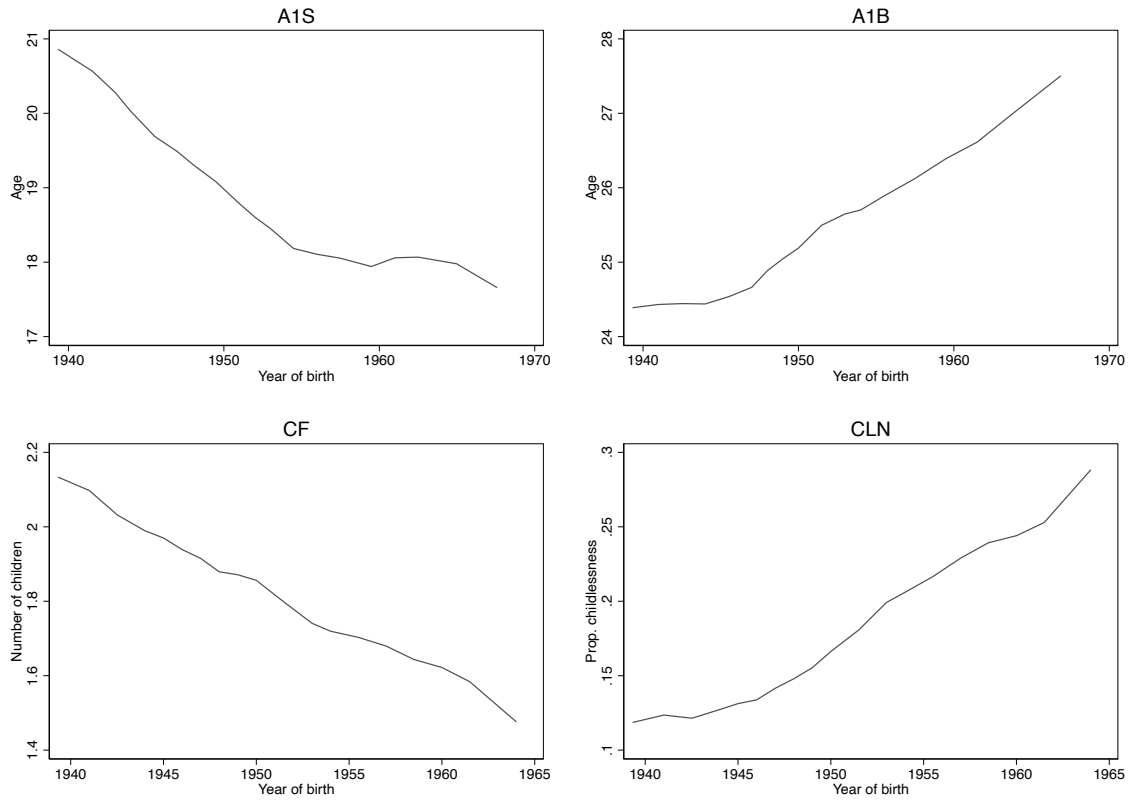 A1S
21
20
19
18
17
Age
1940 1950 1960 1970
Year of birth
A1B
28
27
26
25
24
Age
1940 1950 1960 1970
Year of birth
CF
2.2
2
1.8
1.6
1.4
Number of children
1940 1945 1950 1955 1960 1965
Year of birth
CLN
.3
.25
.2
.15
.1
Prop. childlessness
1940 1945 1950 1955 1960 1965
Year of birth